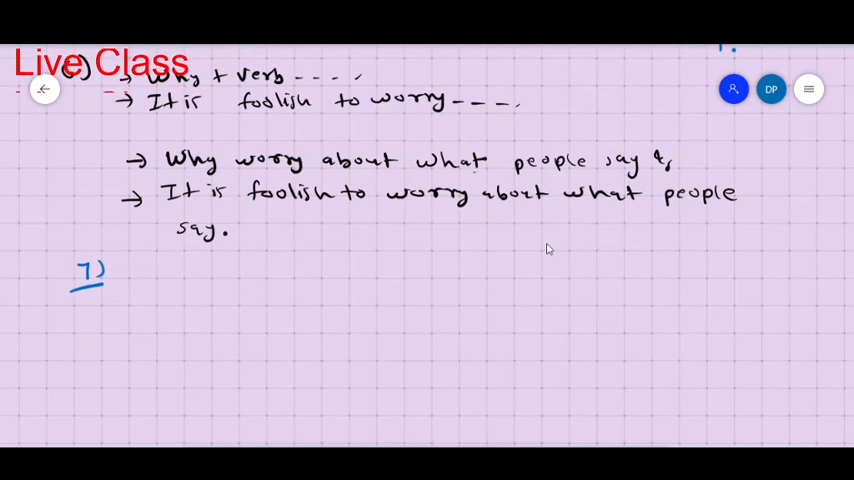 Live Class
→ Why + verb ----
→ It is foolish to worry ----.
→ Why worry about what people say
→ It is foolish to worry about what people
say.
7)
DP